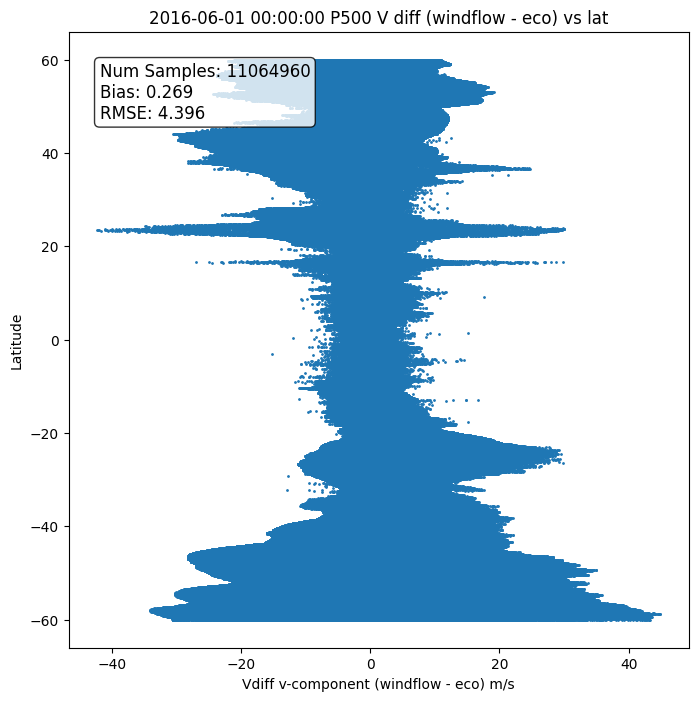 2016-06-01 00:00:00 P500 V diff (windflow - eco) vs lat
Num Samples: 11064960
Bias: 0.269
RMSE: 4.396
Latitude
60
40
20
0
−20
−40
−60
−40 −20 0 20 40
Vdiff v-component (windflow - eco) m/s